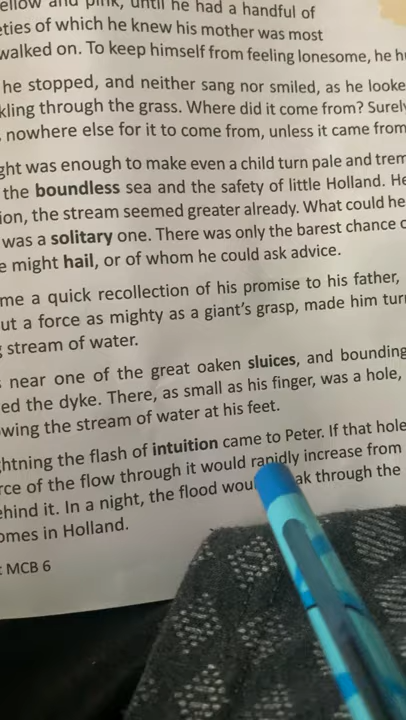 ellow and pink, until he had a handful of
eties of which he knew his mother was most
walked on. To keep himself from feeling lonesome, he h
he stopped, and neither sang nor smiled, as he looke
kling through the grass. Where did it come from? Surely
nowhere else for it to come from, unless it came from
ght was enough to make even a child turn pale and trem
the boundless sea and the safety of little Holland. He
ion, the stream seemed greater already. What could he
was a solitary one. There was only the barest chance o
e might hail, or of whom he could ask advice.
me a quick recollection of his promise to his father,
ut a force as mighty as a giant's grasp, made him tur
stream of water.
near one of the great oaken sluices, and bounding
ed the dyke. There, as small as his finger, was a hole,
owing the stream of water at his feet.
ghtning the flash of intuition came to Peter. If that hole
rce of the flow through it would rapidly increase from
ehind it. In a night, the flood wou ak through the
omes in Holland.
: MCB 6